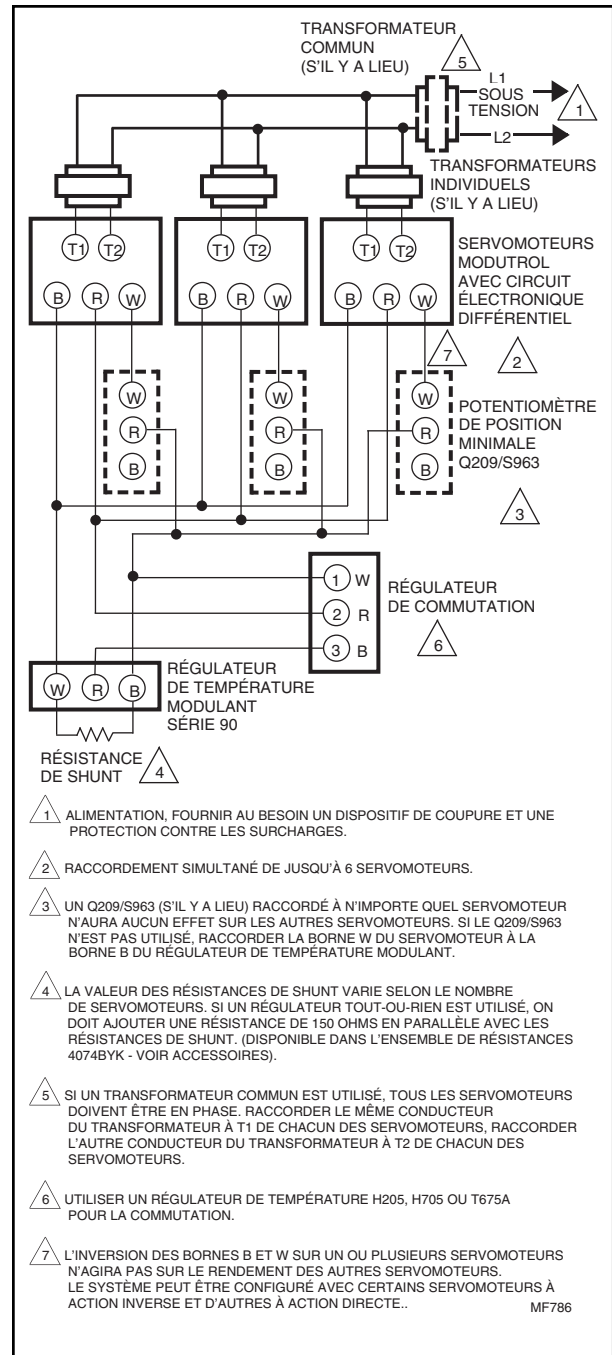 TRANSFORMATEUR
COMMUN
(S'IL Y A LIEU)
5
L1
SOUS
TENSION
1
L2
TRANSFORMATEURS
INDIVIDUELS
(S'IL Y A LIEU)
T1 T2 T1 T2 T1 T2
B R W B R W B R W
SERVOMOTEURS
MODUTROL
AVEC CIRCUIT
ÉLECTRONIQUE
DIFFÉRENTIEL
7 2
W W W
R R R
B B B
POTENTIOMÈTRE
DE POSITION
MINIMALE
Q209/S963
3
1 W
2 R
3 B
RÉGULATEUR
DE COMMUTATION
6
W R B
RÉGULATEUR
DE TEMPÉRATURE
MODULANT
SÉRIE 90
RÉSISTANCE
DE SHUNT
4
1 ALIMENTATION, FOURNIR AU BESOIN UN DISPOSITIF DE COUPURE ET UNE
PROTECTION CONTRE LES SURCHARGES.
2 RACCORDEMENT SIMULTANÉ DE JUSQU'À 6 SERVOMOTEURS.
3 UN Q209/S963 (S'IL Y A LIEU) RACCORDÉ À N'IMPORTE QUEL SERVOMOTEUR
N'AURA AUCUN EFFET SUR LES AUTRES SERVOMOTEURS. SI LE Q209/S963
N'EST PAS UTILISÉ, RACCORDER LA BORNE W DU SERVOMOTEUR À LA
BORNE B DU RÉGULATEUR DE TEMPÉRATURE MODULANT.
4 LA VALEUR DES RÉSISTANCES DE SHUNT VARIE SELON LE NOMBRE
DE SERVOMOTEURS. SI UN RÉGULATEUR TOUT-OU-RIEN EST UTILISÉ, ON
DOIT AJOUTER UNE RÉSISTANCE DE 150 OHMS EN PARALLÈLE AVEC LES
RÉSISTANCES DE SHUNT. (DISPONIBLE DANS L'ENSEMBLE DE RÉSISTANCES
4074BYK - VOIR ACCESSOIRES).
5 SI UN TRANSFORMATEUR COMMUN EST UTILISÉ, TOUS LES SERVOMOTEURS
DOIVENT ÊTRE EN PHASE. RACCORDER LE MÊME CONDUCTEUR
DU TRANSFORMATEUR À T1 DE CHACUN DES SERVOMOTEURS, RACCORDER
L'AUTRE CONDUCTEUR DU TRANSFORMATEUR À T2 DE CHACUN DES
SERVOMOTEURS.
6 UTILISER UN RÉGULATEUR DE TEMPÉRATURE H205, H705 OU T675A
POUR LA COMMUTATION.
7 L'INVERSION DES BORNES B ET W SUR UN OU PLUSIEURS SERVOMOTEURS
N'AGIRA PAS SUR LE RENDEMENT DES AUTRES SERVOMOTEURS.
LE SYSTÈME PEUT ÊTRE CONFIGURÉ AVEC CERTAINS SERVOMOTEURS À
ACTION INVERSE ET D'AUTRES À ACTION DIRECTE..
MF786